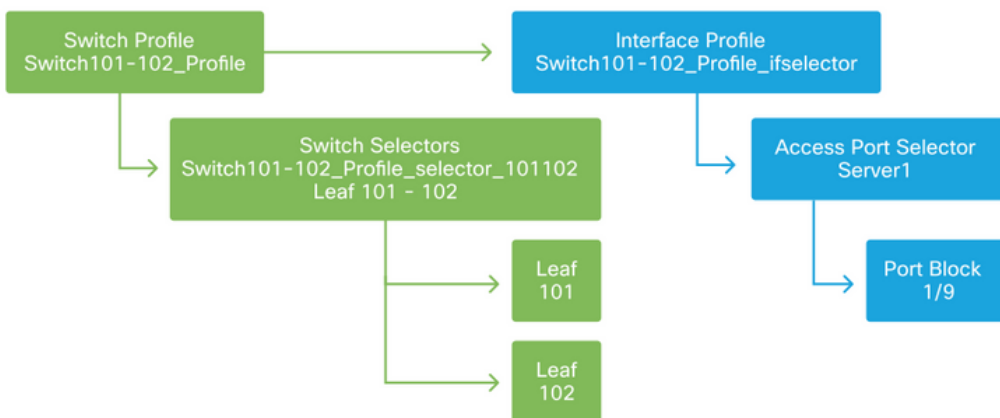 Switch Profile
Switch101-102_Profile
Interface Profile
Switch101-102_Profile_ifselector
Switch Selectors
Switch101-102_Profile_selector_101102
Leaf 101 - 102
Access Port Selector
Server1
Leaf
101
Port Block
1/9
Leaf
102